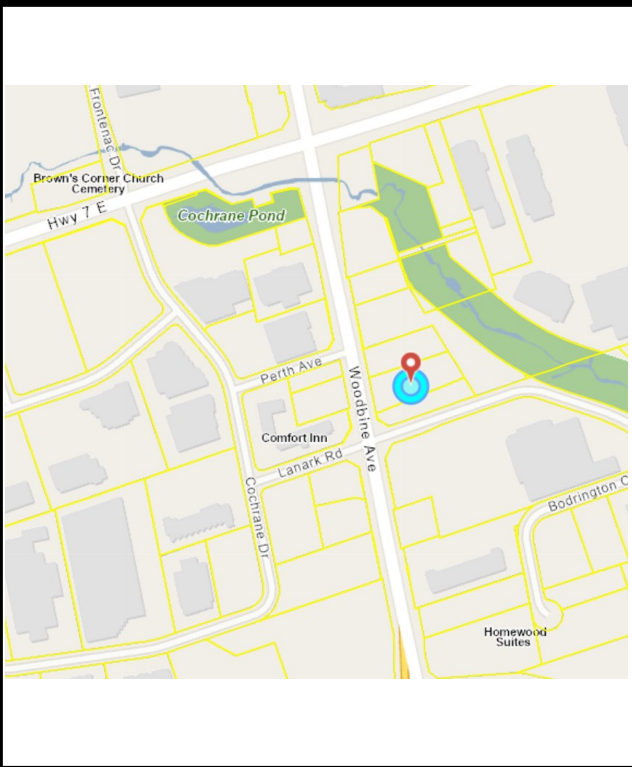 Frontenac Dr
Brown's Corner Church
Cemetery
Hwy 7 E
Cochrane Pond
Perth Ave
Woodbine Ave
Comfort Inn
Lanark Rd
Cochrane Dr
Bodrington C
Homewood
Suites